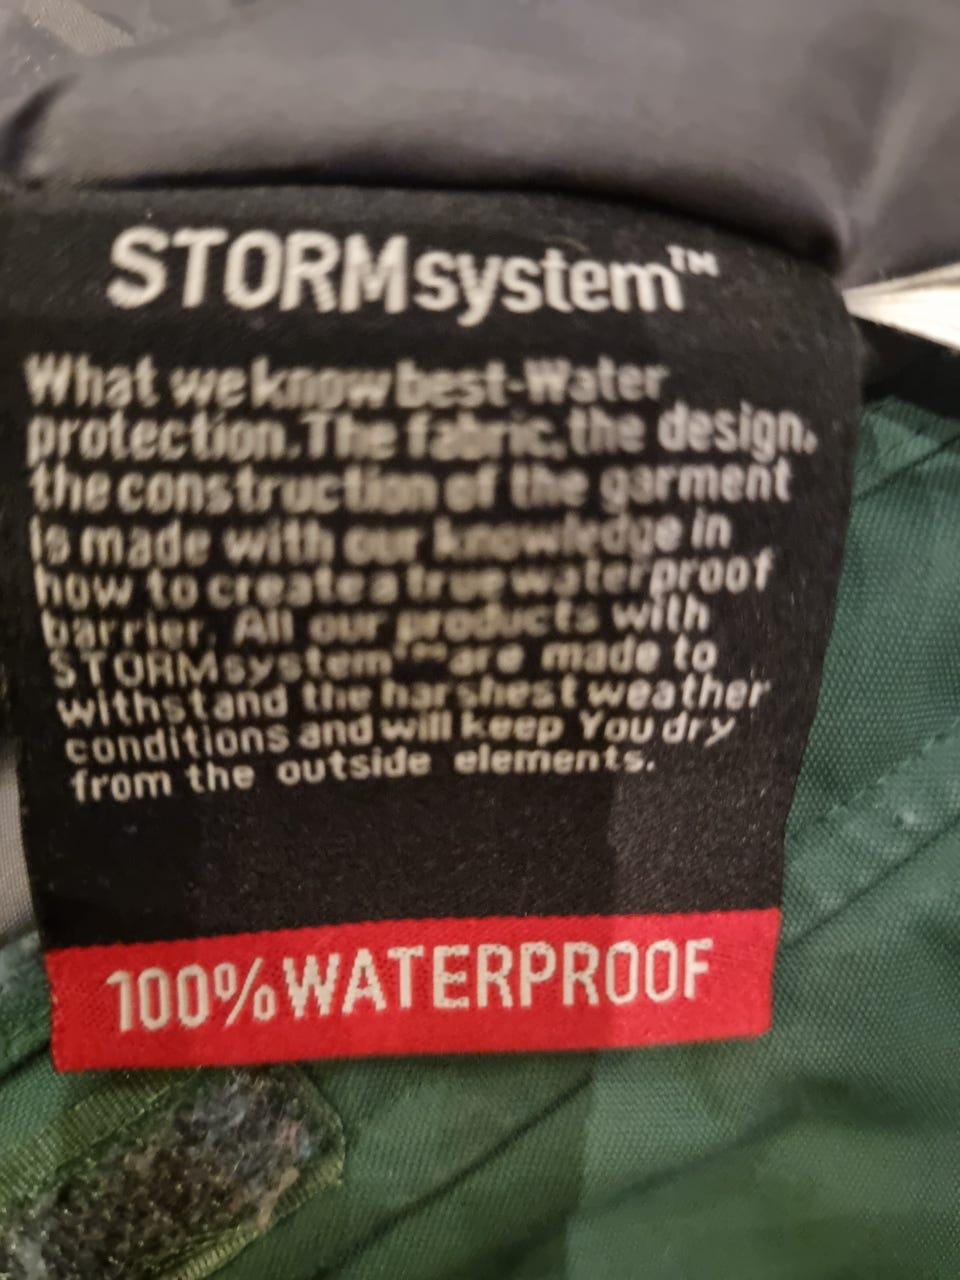 STORMsystem™
What we know best-Water
protection. The fabric, the design,
the construction of the garment
is made with our knowledge in
how to create a true waterproof
barrier. All our products with
STORMsystem™ are made to
withstand the harshest weather
conditions and will keep You dry
from the outside elements.
100% WATERPROOF